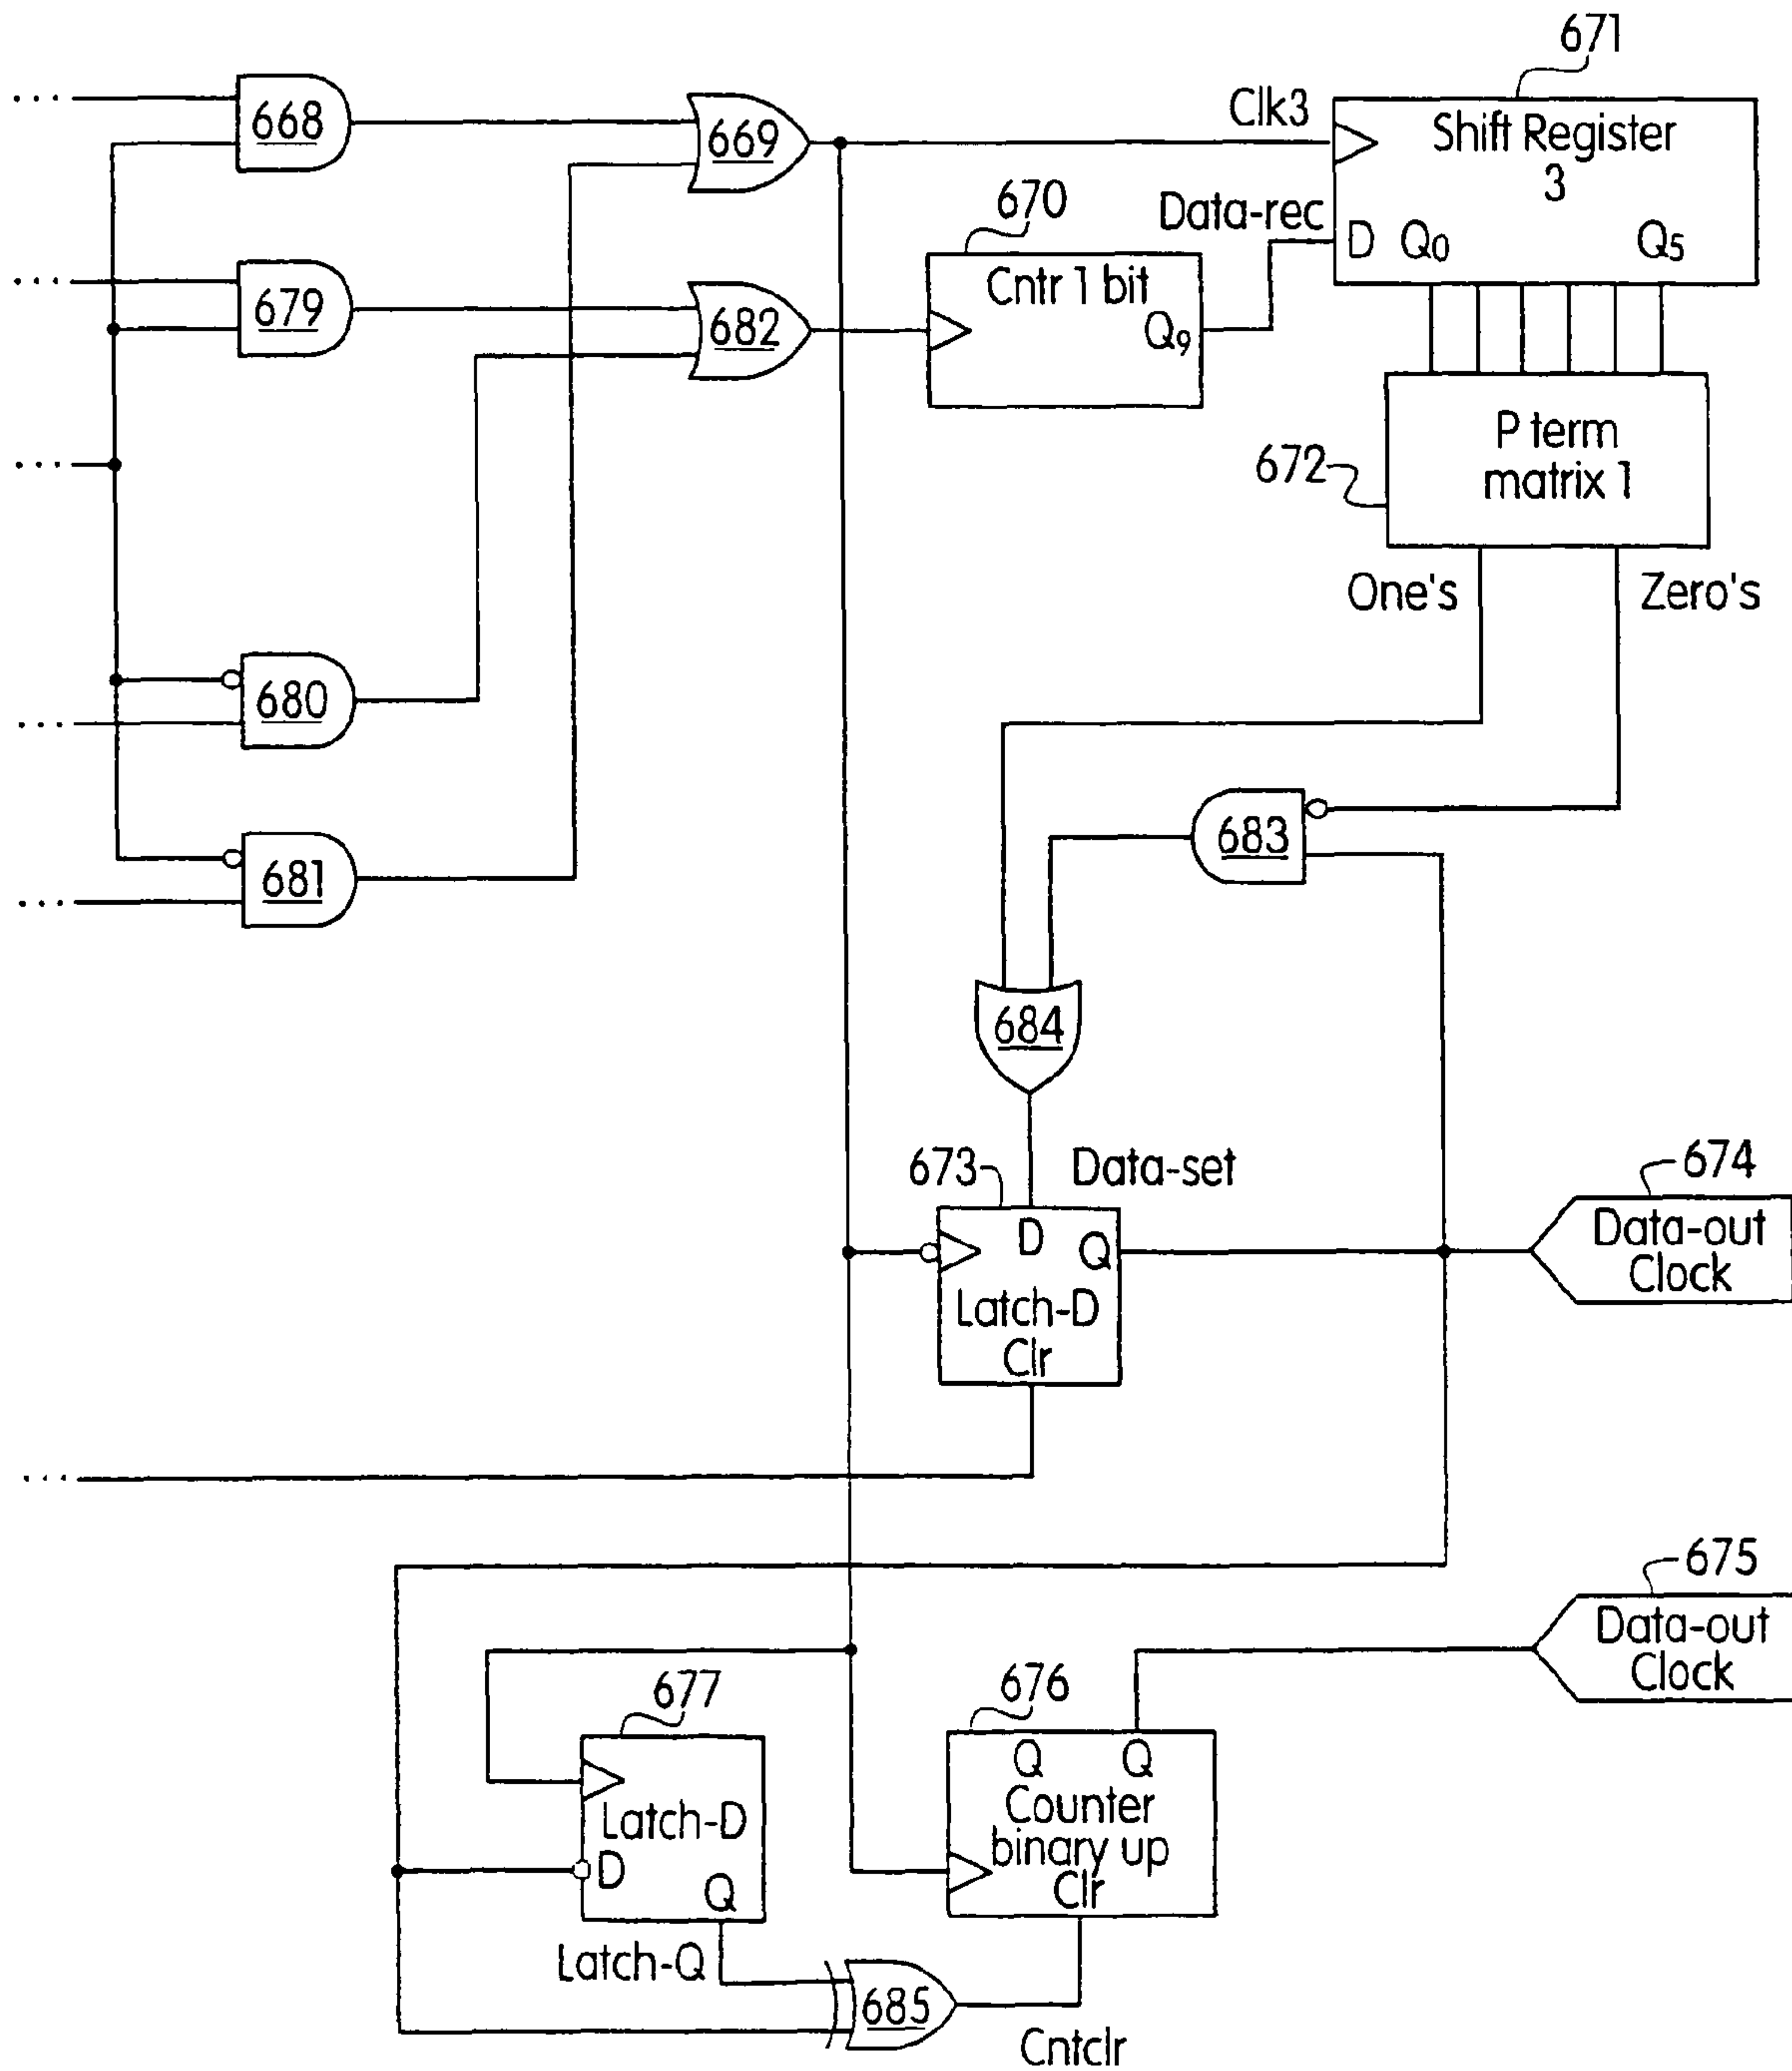 671
... 668
669
Clk3
Shift Register
3
Data-rec
D Q0 Q5
670
Cntr 1 bit
Q9
... 679
682
P term
matrix 1
672
...
One's
Zero's
680
...
683
681
...
684
673
Data-set
674
D Q
Latch-D
Clr
Data-out
Clock
...
675
Data-out
Clock
677
676
Latch-D
D
Q
Q Q
Counter
binary up
Clr
Latch-Q
685
Cntclr